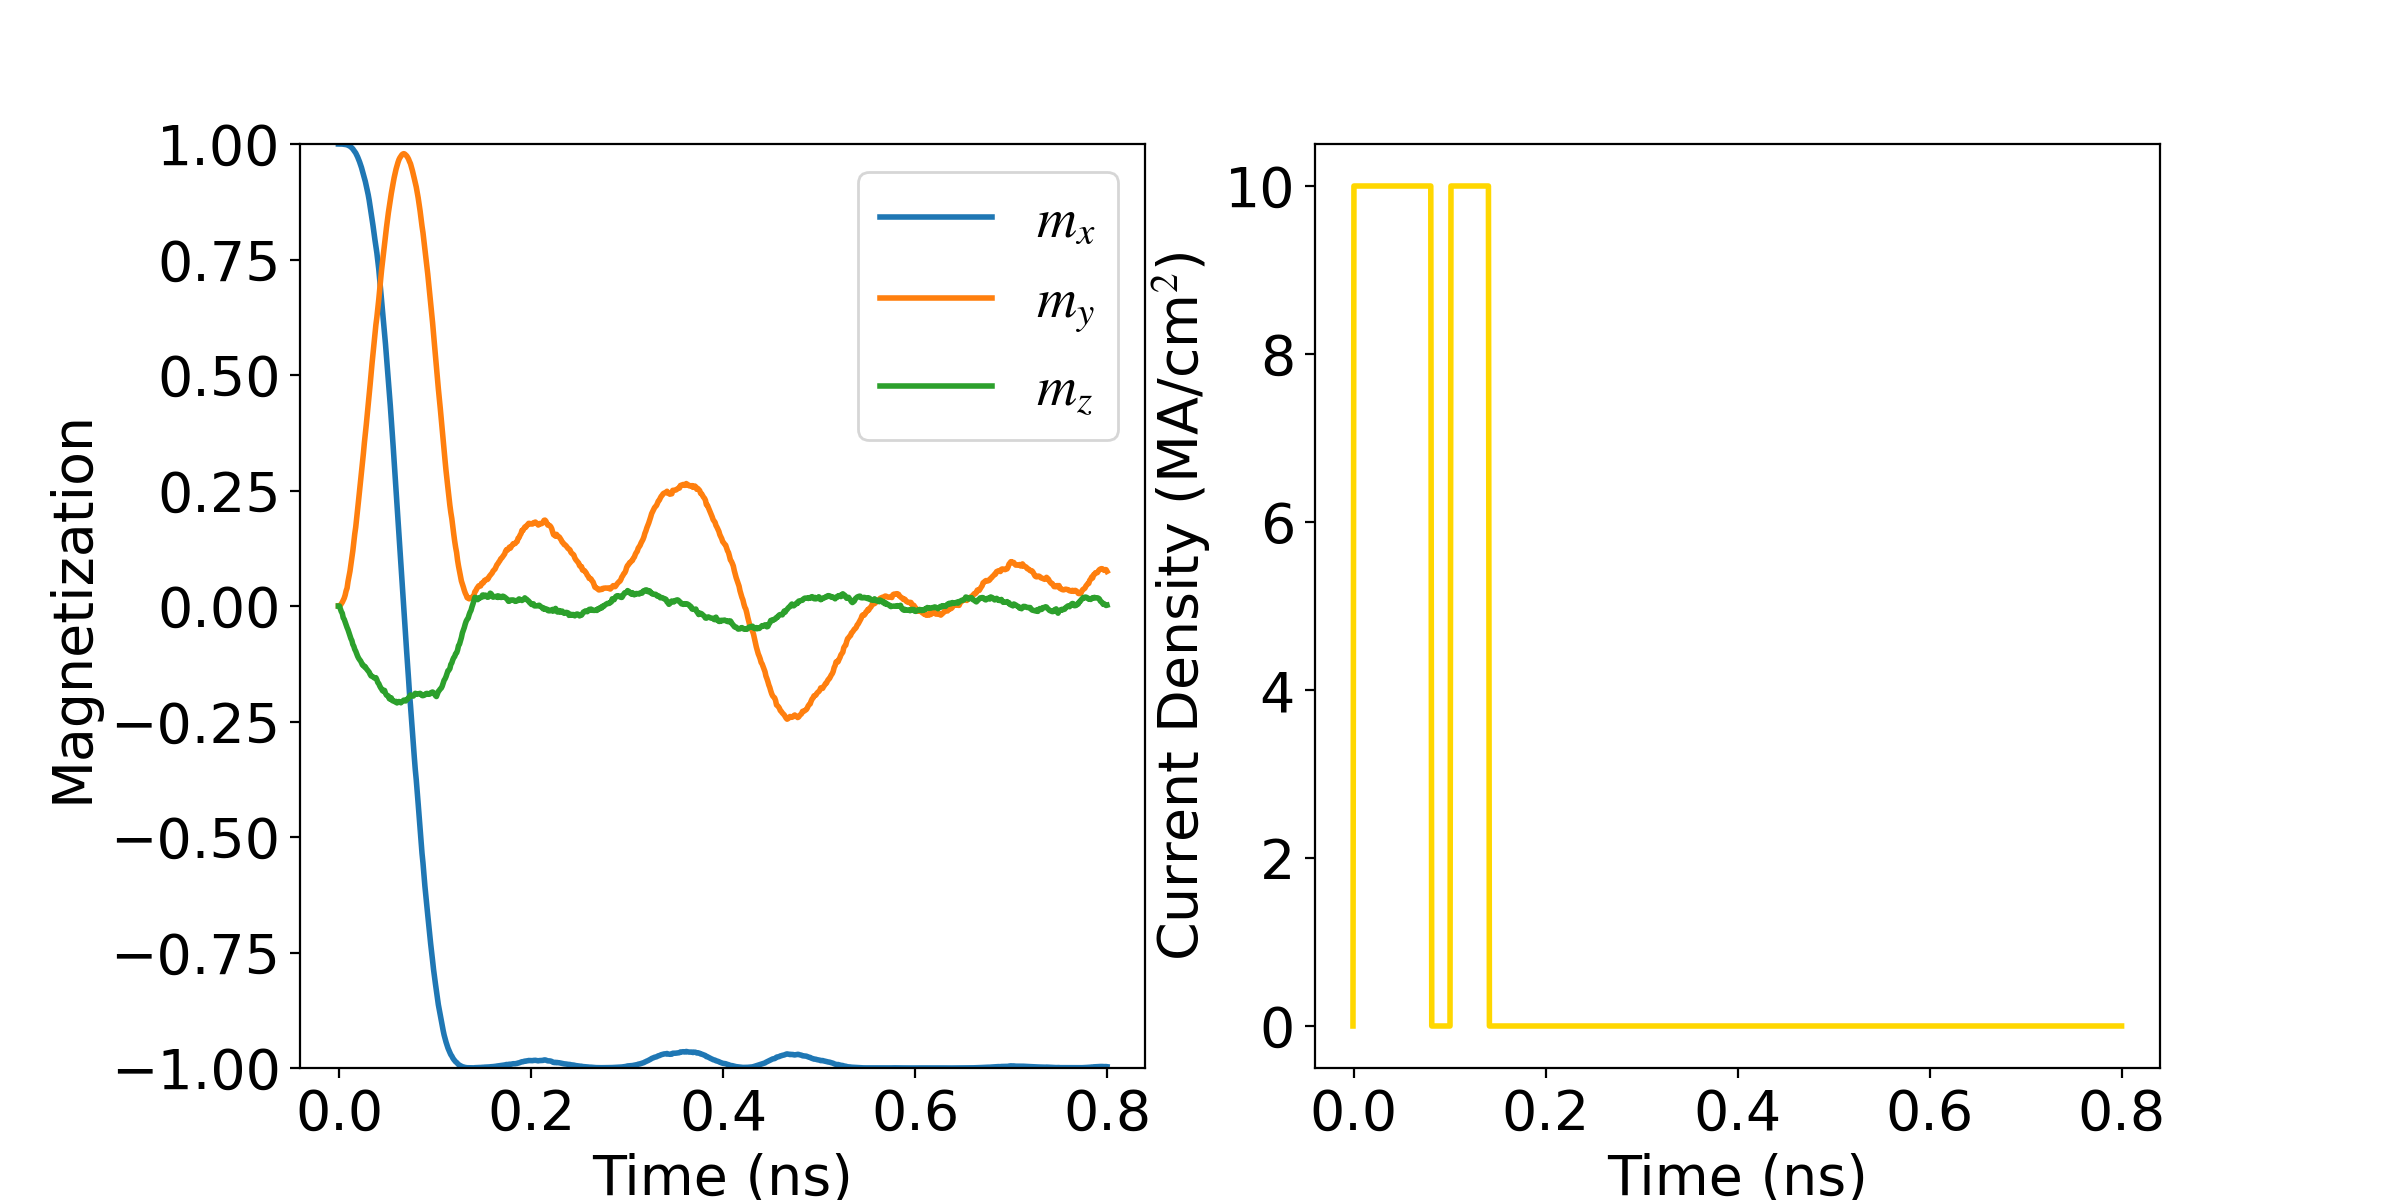 Magnetization
1.00
0.75
0.50
0.25
0.00
−0.25
−0.50
−0.75
−1.00
0.0 0.2 0.4 0.6 0.8
Time (ns)
m_x
m_y
m_z
Current Density (MA/cm²)
10
8
6
4
2
0
0.0 0.2 0.4 0.6 0.8
Time (ns)